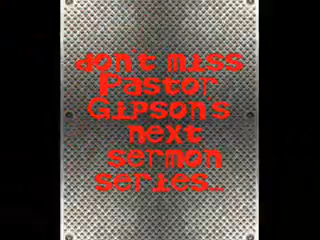 don't miss
Pastor
Gipson's
next
sermon
series...